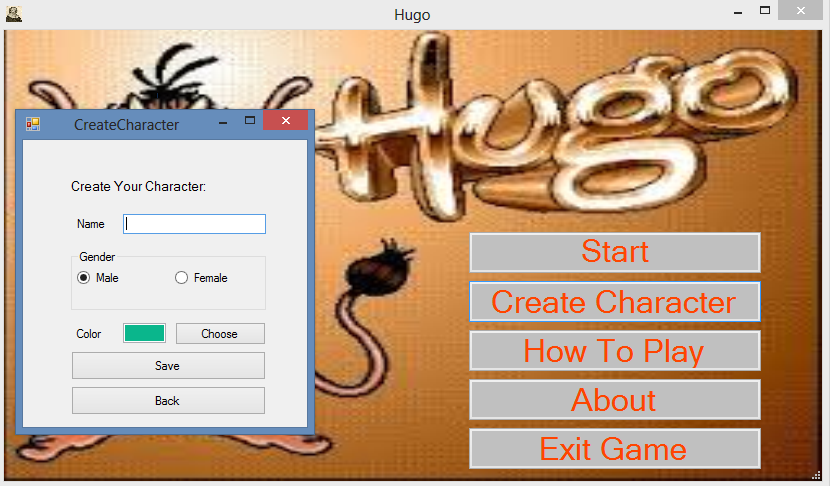 Hugo
Hugo
CreateCharacter
Create Your Character:
Name
Gender
Male Female
Color Choose
Save
Back
Start
Create Character
How To Play
About
Exit Game